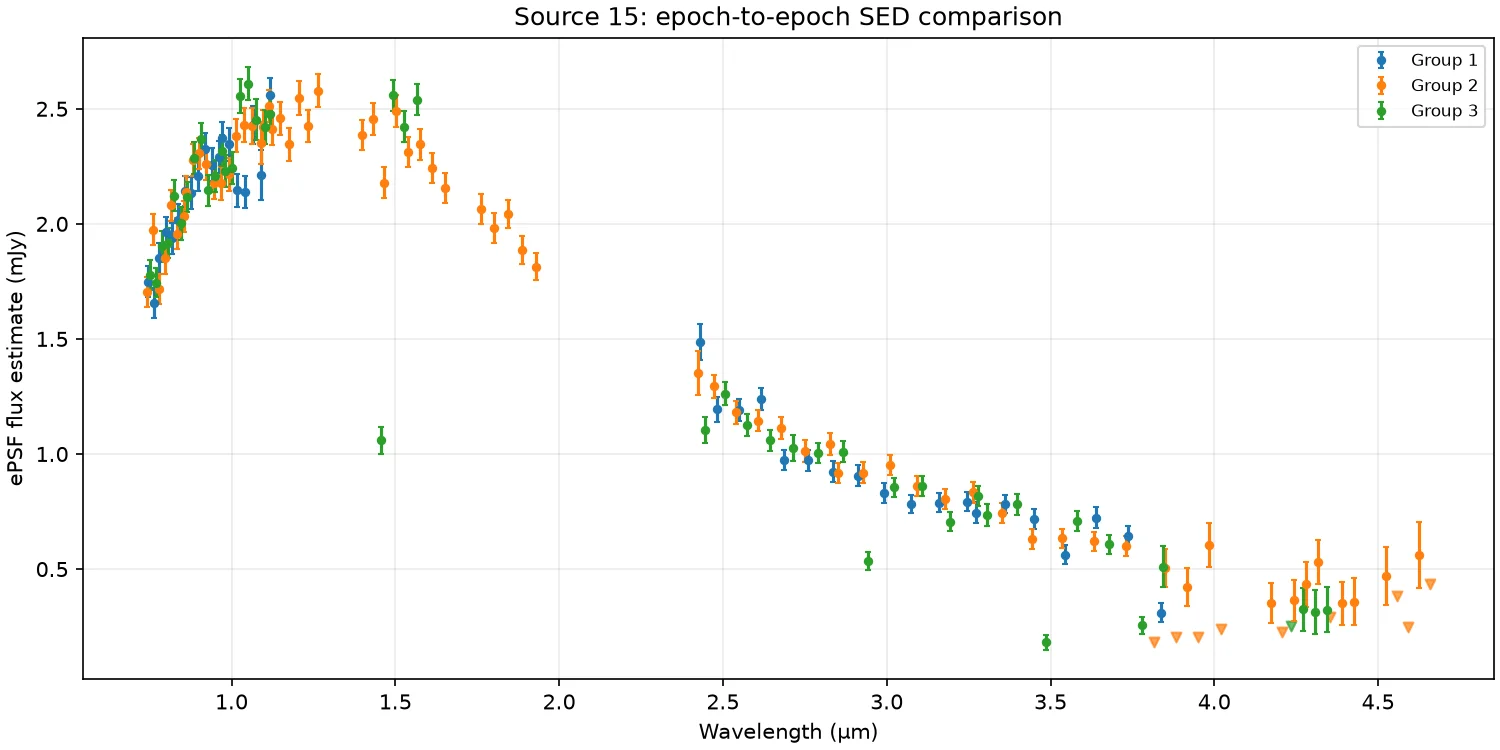 Source 15: epoch-to-epoch SED comparison
Group 1
Group 2
Group 3
ePSF flux estimate (mJy)
2.5
2.0
1.5
1.0
0.5
1.0 1.5 2.0 2.5 3.0 3.5 4.0 4.5
Wavelength (μm)